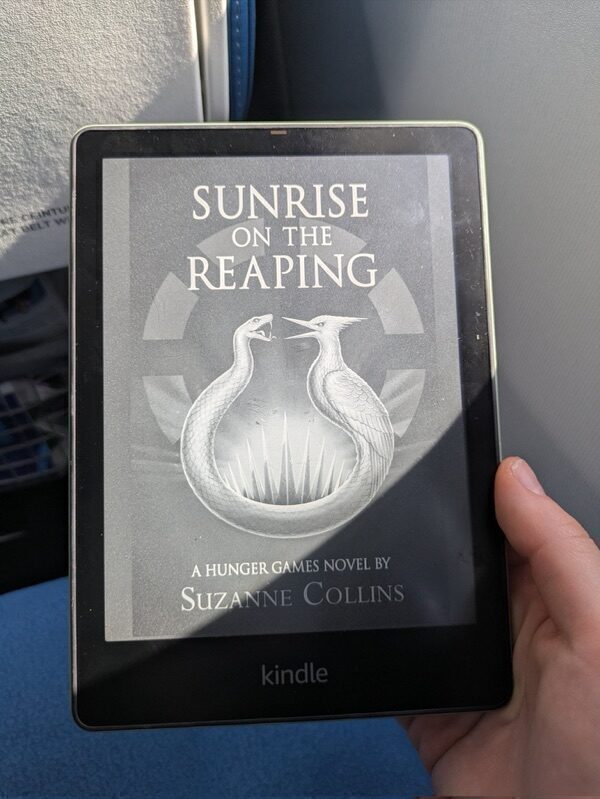 SUNRISE
ON THE
REAPING
A HUNGER GAMES NOVEL BY
SUZANNE COLLINS
kindle